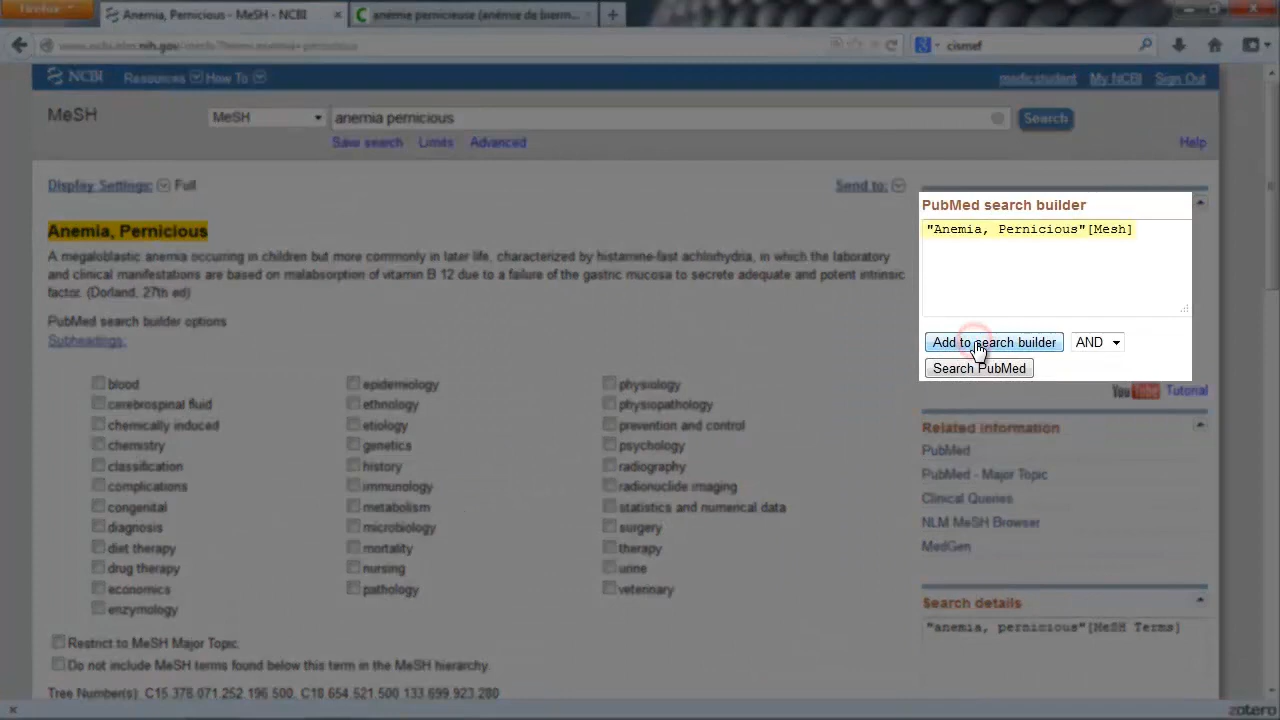 Firefox
Anemia, Pernicious - MeSH - NCBI
anémie pernicieuse (anémie de bierm...
cismef
NCBI Resources How To
medicstudent My NCBI Sign Out
MeSH
MeSH
anemia pernicious
Search
Save search Limits Advanced
Help
Display Settings: Full
Send to:
Anemia, Pernicious
A megaloblastic anemia occurring in children but more commonly in later life, characterized by histamine-fast achlorhydria, in which the laboratory
and clinical manifestations are based on malabsorption of vitamin B 12 due to a failure of the gastric mucosa to secrete adequate and potent intrinsic
factor. (Dorland, 27th ed)
PubMed search builder options
Subheadings:
blood
cerebrospinal fluid
chemically induced
chemistry
classification
complications
congenital
diagnosis
diet therapy
drug therapy
economics
enzymology
epidemiology
ethnology
etiology
genetics
history
immunology
metabolism
microbiology
mortality
nursing
pathology
physiology
physiopathology
prevention and control
psychology
radiography
radionuclide imaging
statistics and numerical data
surgery
therapy
urine
veterinary
Restrict to MeSH Major Topic.
Do not include MeSH terms found below this term in the MeSH hierarchy.
Tree Number(s): C15.378.071.252.196.500, C18.654.521.500.133.699.923.280
PubMed search builder
"Anemia, Pernicious"[Mesh]
Add to search builder AND
Search PubMed
YouTube Tutorial
Related information
PubMed
PubMed - Major Topic
Clinical Queries
NLM MeSH Browser
MedGen
Search details
"anemia, pernicious"[MeSH Terms]
zotero